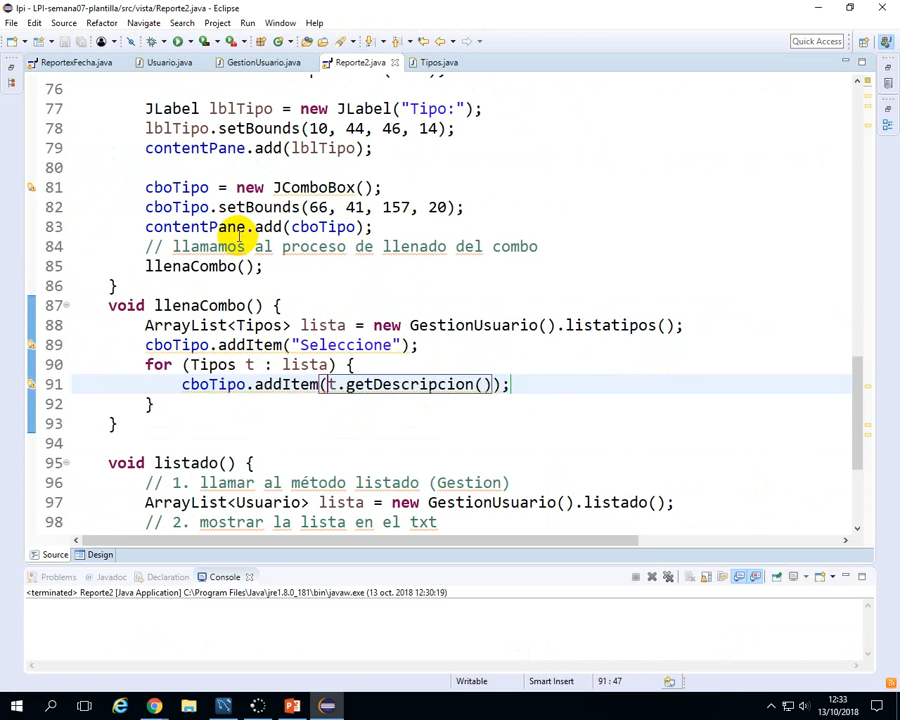 lpi - LPI-semana07-plantilla/src/vista/Reporte2.java - Eclipse
File Edit Source Refactor Navigate Search Project Run Window Help
Quick Access
ReportexFecha.java Usuario.java GestionUsuario.java Reporte2.java Tipos.java
76
77 JLabel lblTipo = new JLabel("Tipo:");
78 lblTipo.setBounds(10, 44, 46, 14);
79 contentPane.add(lblTipo);
80
81 cboTipo = new JComboBox();
82 cboTipo.setBounds(66, 41, 157, 20);
83 contentPane.add(cboTipo);
84 // llamamos al proceso de llenado del combo
85 llenaCombo();
86 }
87 void llenaCombo() {
88 ArrayList<Tipos> lista = new GestionUsuario().listatipos();
89 cboTipo.addItem("Seleccione");
90 for (Tipos t : lista) {
91 cboTipo.addItem(t.getDescripcion());
92 }
93 }
94
95 void listado() {
96 // 1. llamar al método listado (Gestion)
97 ArrayList<Usuario> lista = new GestionUsuario().listado();
98 // 2. mostrar la lista en el txt
Source Design
Problems Javadoc Declaration Console
<terminated> Reporte2 [Java Application] C:\Program Files\Java\jre1.8.0_181\bin\javaw.exe (13 oct. 2018 12:30:19)
Writable Smart Insert 91 : 47
12:33
13/10/2018